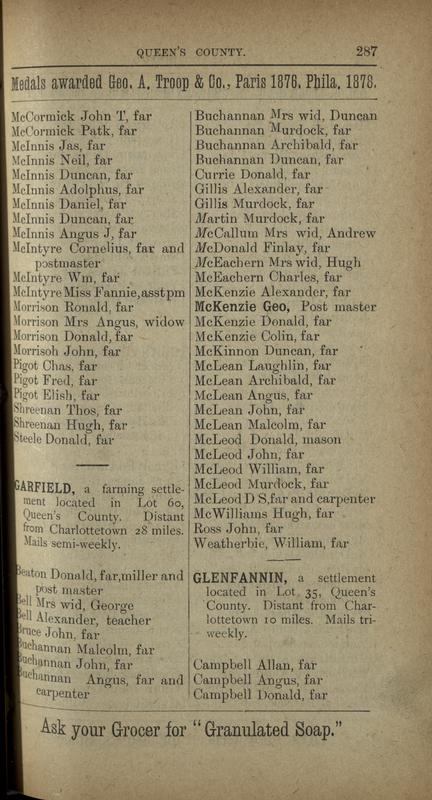 QUEEN'S COUNTY. 287
Medals awarded Geo. A. Troop & Co., Paris 1876, Phila, 1878.
McCormick John T, far
McCormick Patk, far
McInnis Jas, far
McInnis Neil, far
McInnis Duncan, far
McInnis Adolphus, far
McInnis Daniel, far
McInnis Duncan, far
McInnis Angus J, far
McIntyre Cornelius, far and
postmaster
McIntyre Wm, far
McIntyre Miss Fannie, asst pm
Morrison Ronald, far
Morrison Mrs Angus, widow
Morrison Donald, far
Morrisoh John, far
Pigot Chas, far
Pigot Fred, far
Pigot Elish, far
Shreenan Thos, far
Shreenan Hugh, far
Steele Donald, far
GARFIELD, a farming settle-
ment located in Lot 60,
Queen's County. Distant
from Charlottetown 28 miles.
Mails semi-weekly.
Beaton Donald, far, miller and
post master
Bell Mrs wid, George
Bell Alexander, teacher
Bruce John, far
Buchannan Malcolm, far
Buchannan John, far
Buchannan Angus, far and
carpenter
Buchannan Mrs wid, Duncan
Buchannan Murdock, far
Buchannan Archibald, far
Buchannan Duncan, far
Currie Donald, far
Gillis Alexander, far
Gillis Murdock, far
Martin Murdock, far
McCallum Mrs wid, Andrew
McDonald Finlay, far
McEachern Mrs wid, Hugh
McEachern Charles, far
McKenzie Alexander, far
McKenzie Geo, Post master
McKenzie Donald, far
McKenzie Colin, far
McKinnon Duncan, far
McLean Laughlin, far
McLean Archibald, far
McLean Angus, far
McLean John, far
McLean Malcolm, far
McLeod Donald, mason
McLeod John, far
McLeod William, far
McLeod Murdock, far
McLeod D S, far and carpenter
McWilliams Hugh, far
Ross John, far
Weatherbie, William, far
GLENFANNIN, a settlement
located in Lot 35, Queen's
County. Distant from Char-
lottetown 10 miles. Mails tri-
weekly.
Campbell Allan, far
Campbell Angus, far
Campbell Donald, far
Ask your Grocer for "Granulated Soap."